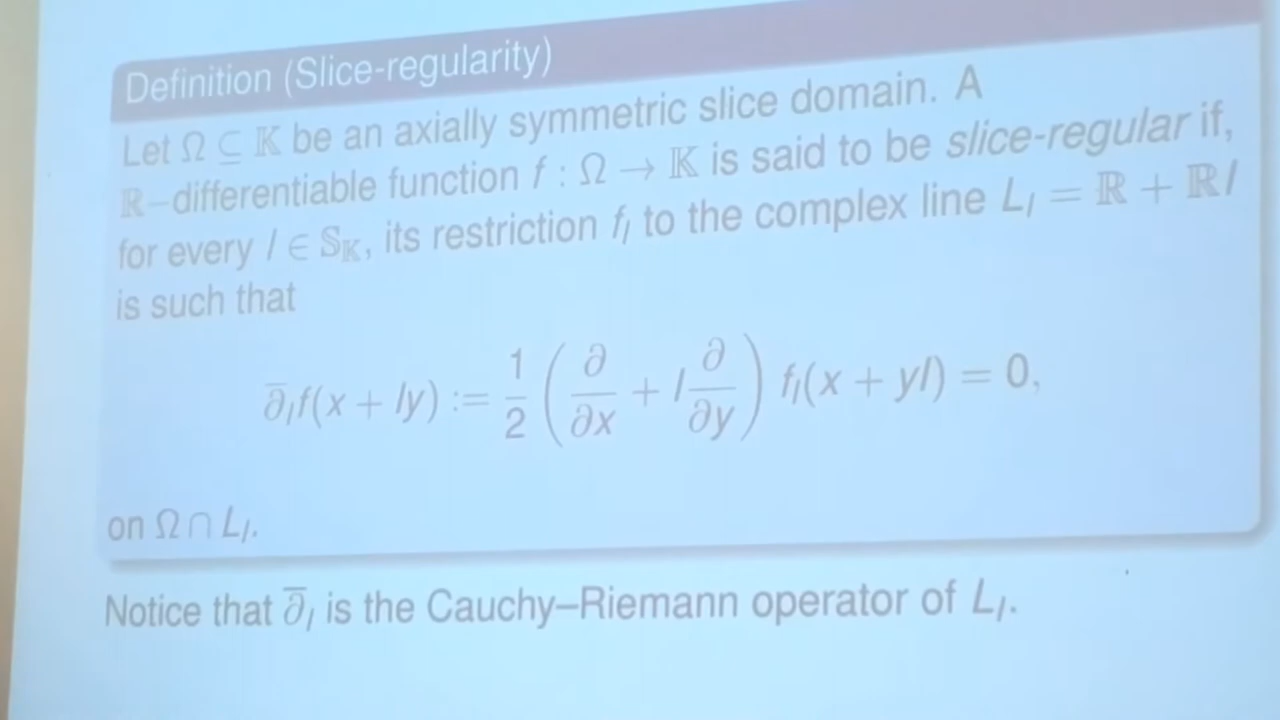 Definition (Slice-regularity)
Let Ω ⊆ 𝕂 be an axially symmetric slice domain. A
ℝ–differentiable function f : Ω → 𝕂 is said to be slice-regular if,
for every I ∈ 𝕊_𝕂, its restriction f_I to the complex line L_I = ℝ + ℝI
is such that
∂̄_I f(x + Iy) := 1/2 (∂/∂x + I ∂/∂y) f_I(x + yI) = 0,
on Ω ∩ L_I.
Notice that ∂̄_I is the Cauchy–Riemann operator of L_I.